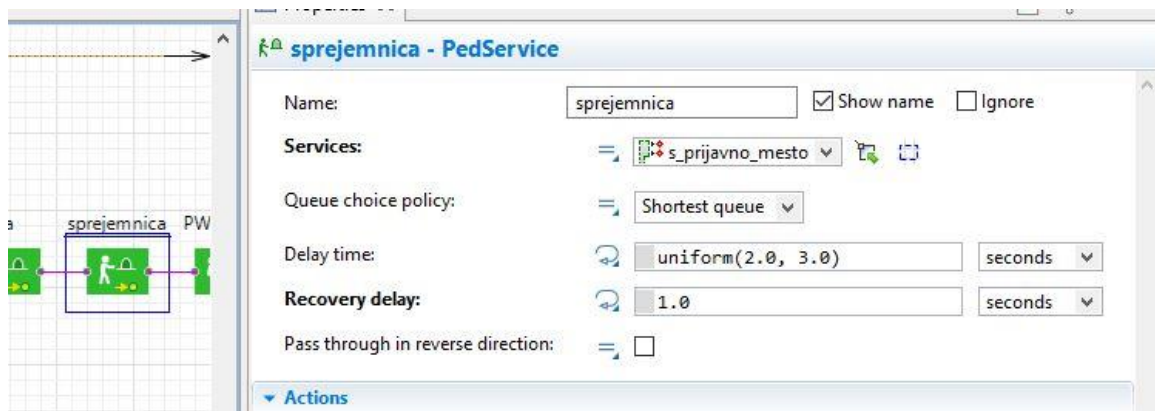 sprejemnica - PedService
Name:
sprejemnica
Show name
Ignore
Services:
s_prijavno_mesto
Queue choice policy:
Shortest queue
a
sprejemnica
PW
Delay time:
uniform(2.0, 3.0)
seconds
Recovery delay:
1.0
seconds
Pass through in reverse direction:
Actions